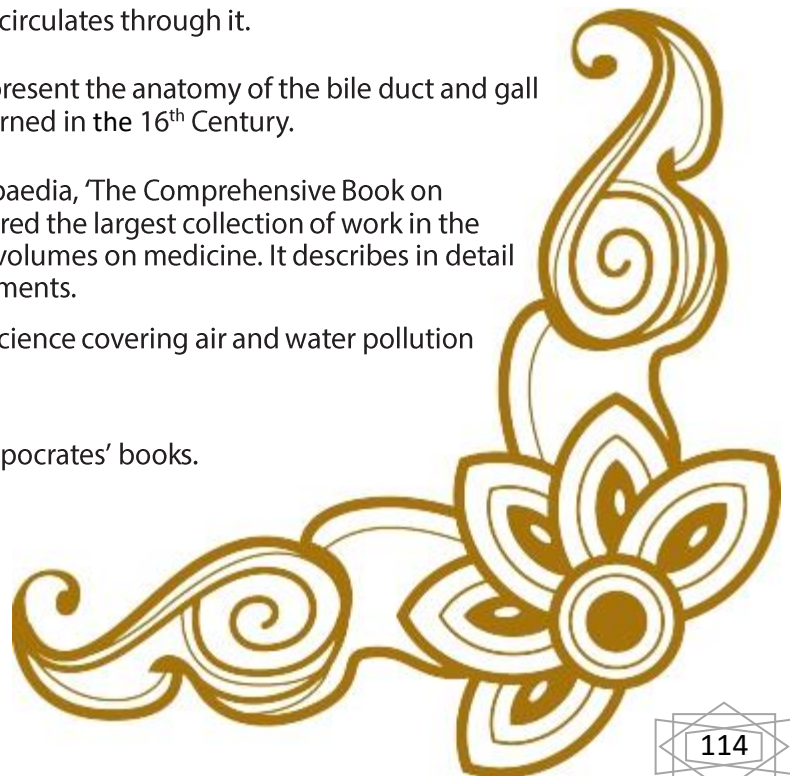 circulates through it.
present the anatomy of the bile duct and gall
rned in the 16th Century.
paedia, ‘The Comprehensive Book on
red the largest collection of work in the
volumes on medicine. It describes in detail
ments.
cience covering air and water pollution
pocrates’ books.
114